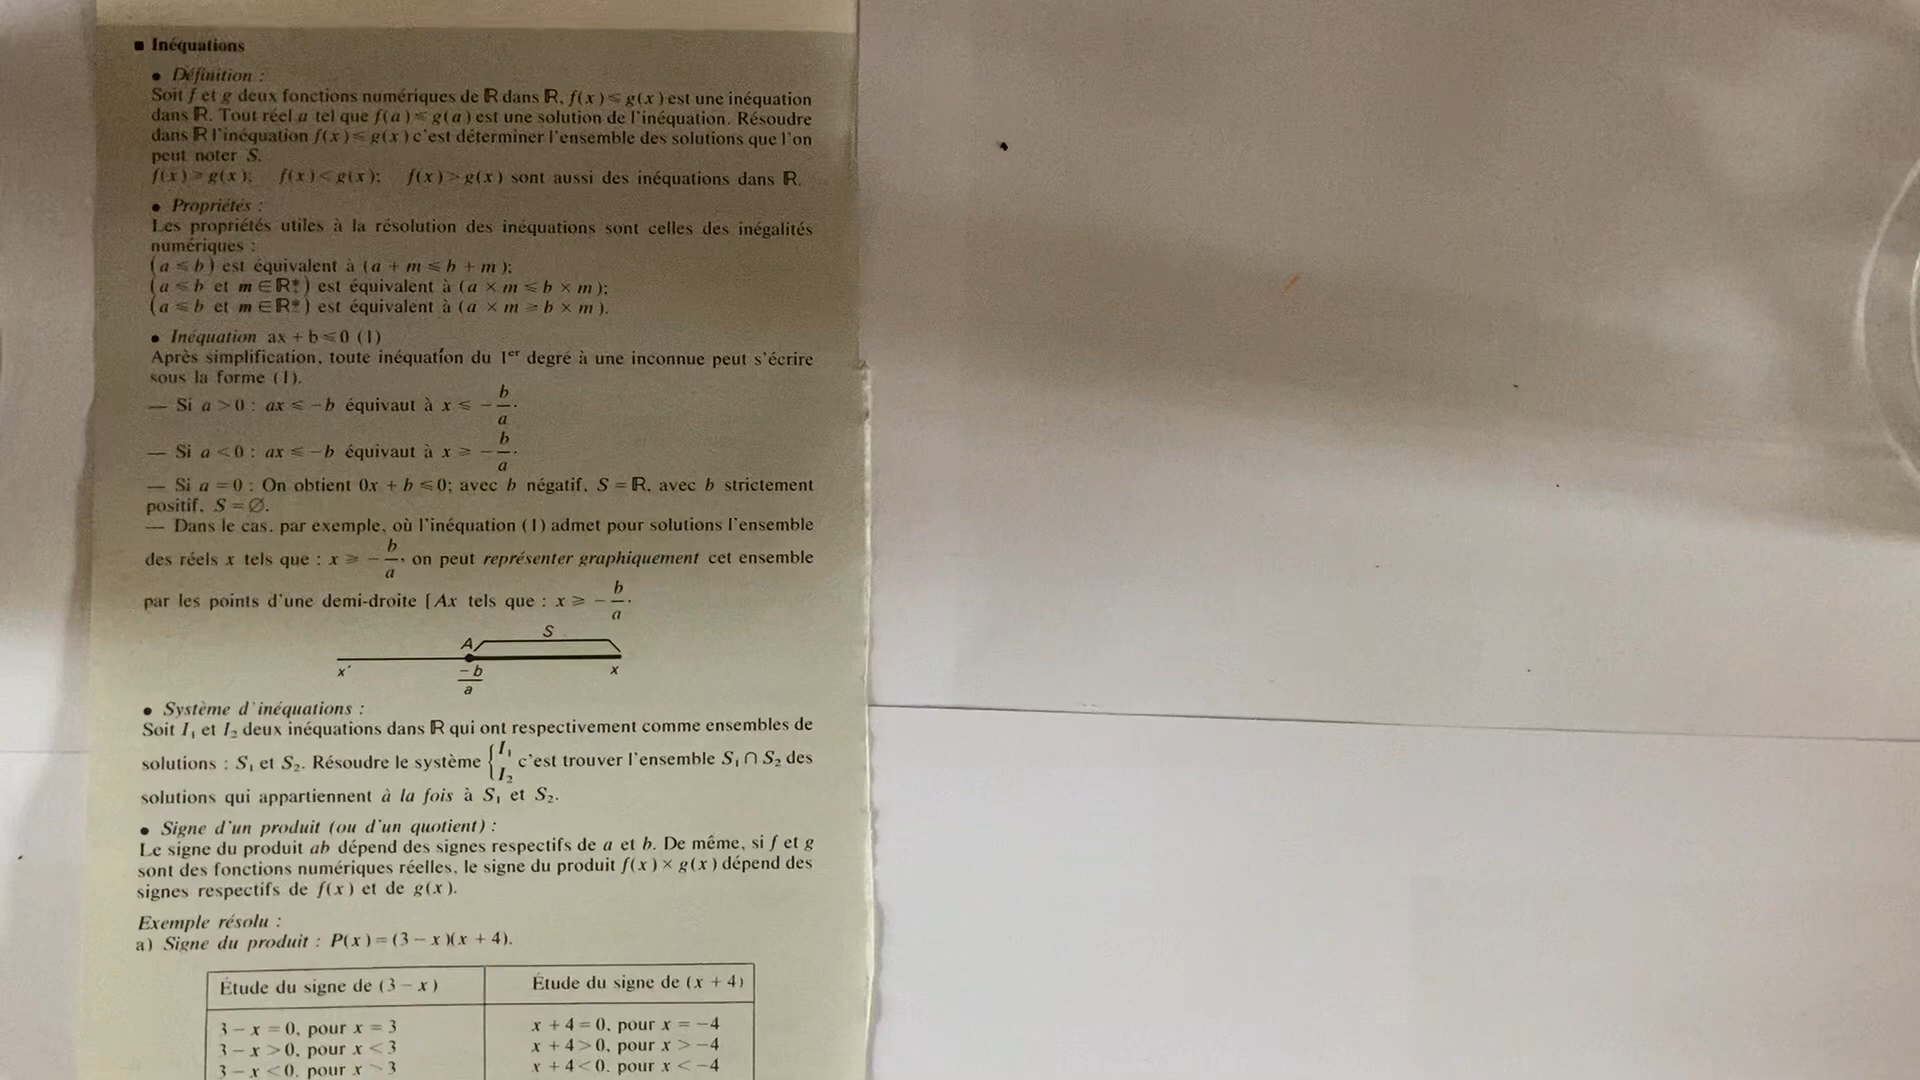 ■ Inéquations
• Définition :
Soit f et g deux fonctions numériques de ℝ dans ℝ, f(x) ⩽ g(x) est une inéquation
dans ℝ. Tout réel a tel que f(a) ⩽ g(a) est une solution de l'inéquation. Résoudre
dans ℝ l'inéquation f(x) ⩽ g(x) c'est déterminer l'ensemble des solutions que l'on
peut noter S.
f(x) ⩾ g(x); f(x) < g(x); f(x) > g(x) sont aussi des inéquations dans ℝ.
• Propriétés :
Les propriétés utiles à la résolution des inéquations sont celles des inégalités
numériques :
(a ⩽ b) est équivalent à (a + m ⩽ b + m);
(a ⩽ b et m ∈ ℝ*₊) est équivalent à (a × m ⩽ b × m);
(a ⩽ b et m ∈ ℝ*₋) est équivalent à (a × m ⩾ b × m).
• Inéquation ax + b ⩽ 0 (1)
Après simplification, toute inéquation du 1er degré à une inconnue peut s'écrire
sous la forme (1).
— Si a > 0 : ax ⩽ −b équivaut à x ⩽ −b/a.
— Si a < 0 : ax ⩽ −b équivaut à x ⩾ −b/a.
— Si a = 0 : On obtient 0x + b ⩽ 0; avec b négatif, S = ℝ, avec b strictement
positif, S = ∅.
— Dans le cas, par exemple, où l'inéquation (1) admet pour solutions l'ensemble
des réels x tels que : x ⩾ −b/a, on peut représenter graphiquement cet ensemble
par les points d'une demi-droite [Ax tels que : x ⩾ −b/a.
A S
x' −b/a x
• Système d'inéquations :
Soit I₁ et I₂ deux inéquations dans ℝ qui ont respectivement comme ensembles de
solutions : S₁ et S₂. Résoudre le système {I₁ I₂ c'est trouver l'ensemble S₁ ∩ S₂ des
solutions qui appartiennent à la fois à S₁ et S₂.
• Signe d'un produit (ou d'un quotient) :
Le signe du produit ab dépend des signes respectifs de a et b. De même, si f et g
sont des fonctions numériques réelles, le signe du produit f(x) × g(x) dépend des
signes respectifs de f(x) et de g(x).
Exemple résolu :
a) Signe du produit : P(x) = (3 − x)(x + 4).
Étude du signe de (3 − x) Étude du signe de (x + 4)
3 − x = 0, pour x = 3 x + 4 = 0, pour x = −4
3 − x > 0, pour x < 3 x + 4 > 0, pour x > −4
3 − x < 0, pour x > 3 x + 4 < 0, pour x < −4